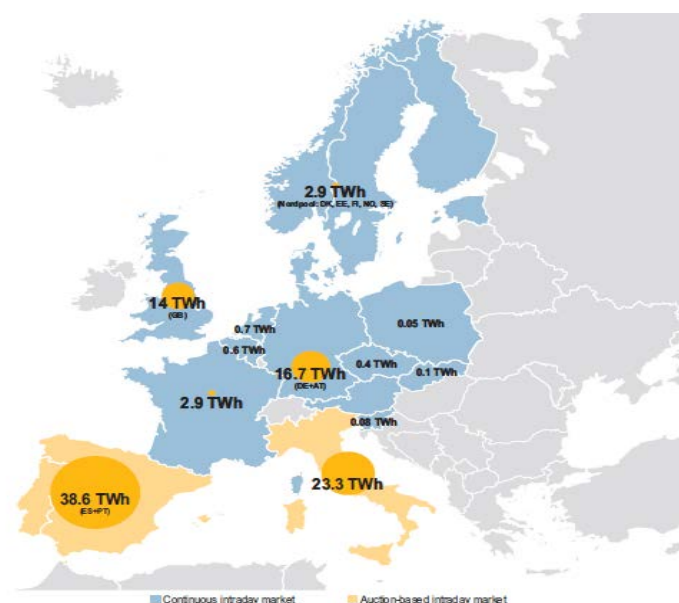 2.9 TWh
(Nordpool: DK, EE, FI, NO, SE)
14 TWh
(GB)
0.7 TWh
0.05 TWh
0.6 TWh
0.4 TWh
16.7 TWh
(DE+AT)
0.1 TWh
2.9 TWh
0.08 TWh
23.3 TWh
38.6 TWh
(ES+PT)
Continuous intraday market
Auction-based intraday market